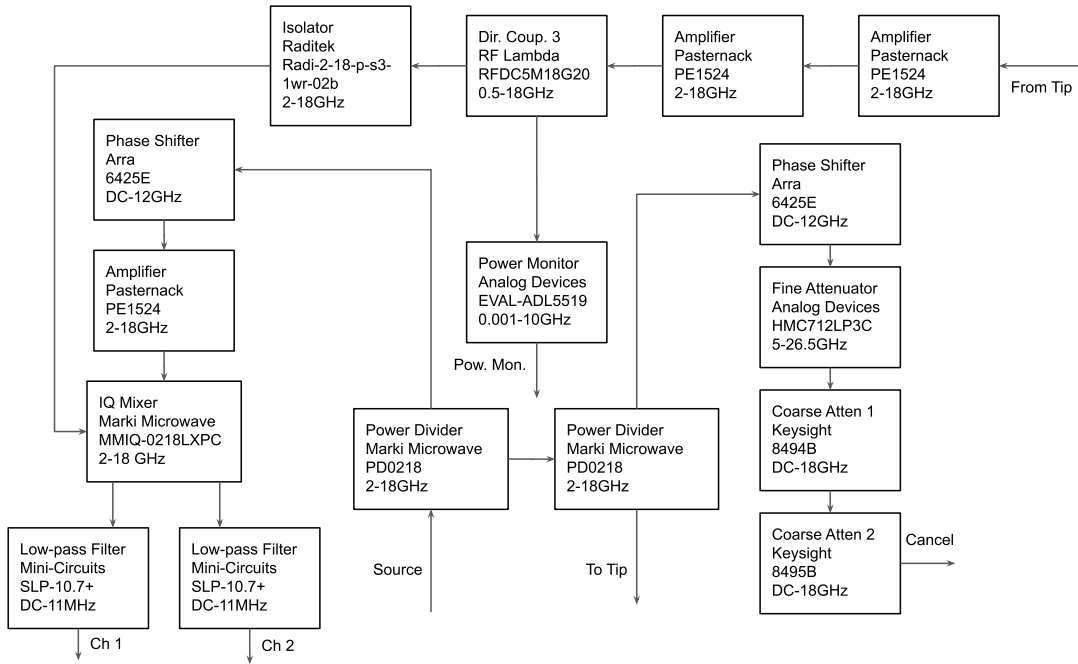 Isolator
Raditek
Radi-2-18-p-s3-
1wr-02b
2-18GHz
Dir. Coup. 3
RF Lambda
RFDC5M18G20
0.5-18GHz
Amplifier
Pasternack
PE1524
2-18GHz
Amplifier
Pasternack
PE1524
2-18GHz
From Tip
Phase Shifter
Arra
6425E
DC-12GHz
Phase Shifter
Arra
6425E
DC-12GHz
Amplifier
Pasternack
PE1524
2-18GHz
Power Monitor
Analog Devices
EVAL-ADL5519
0.001-10GHz
Pow. Mon.
Fine Attenuator
Analog Devices
HMC712LP3C
5-26.5GHz
IQ Mixer
Marki Microwave
MMIQ-0218LXPC
2-18 GHz
Power Divider
Marki Microwave
PD0218
2-18GHz
Power Divider
Marki Microwave
PD0218
2-18GHz
Coarse Atten 1
Keysight
8494B
DC-18GHz
Low-pass Filter
Mini-Circuits
SLP-10.7+
DC-11MHz
Low-pass Filter
Mini-Circuits
SLP-10.7+
DC-11MHz
Source
To Tip
Coarse Atten 2
Keysight
8495B
DC-18GHz
Cancel
Ch 1
Ch 2